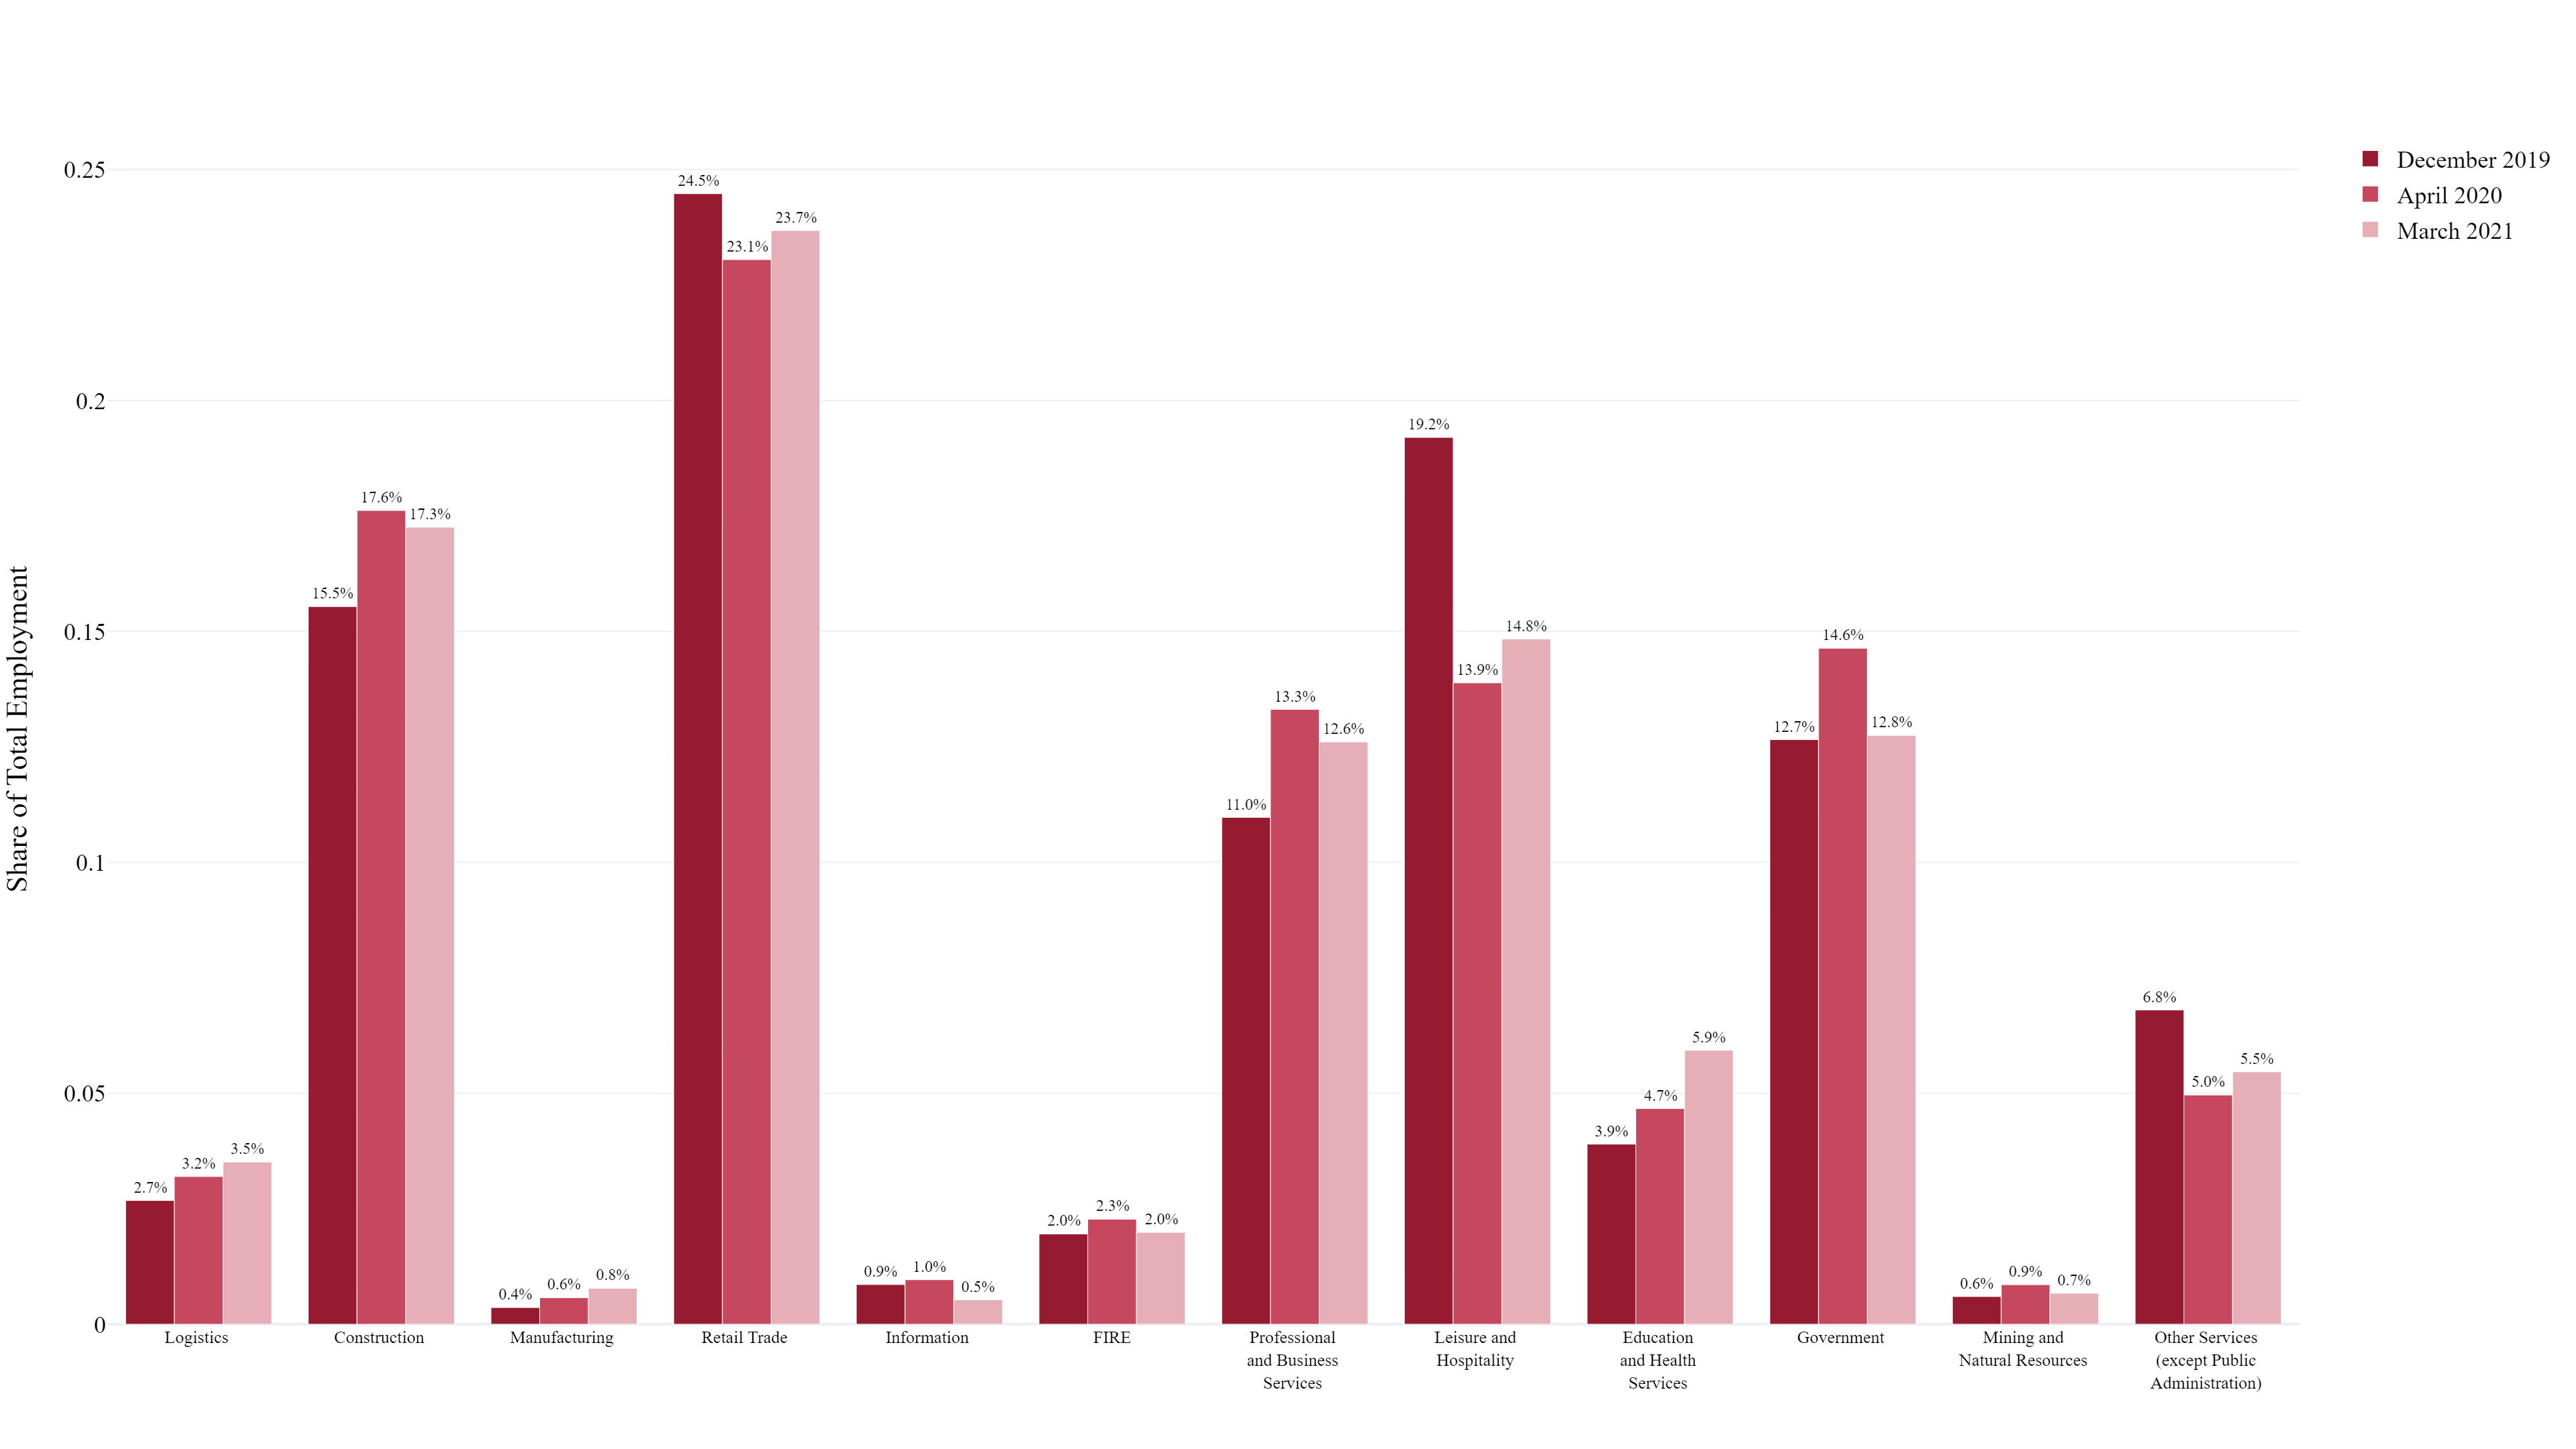 December 2019
April 2020
March 2021
Share of Total Employment
0.25
0.2
0.15
0.1
0.05
0
2.7%
3.2%
3.5%
15.5%
17.6%
17.3%
0.4%
0.6%
0.8%
24.5%
23.1%
23.7%
0.9%
1.0%
0.5%
2.0%
2.3%
2.0%
11.0%
13.3%
12.6%
19.2%
13.9%
14.8%
3.9%
4.7%
5.9%
12.7%
14.6%
12.8%
0.6%
0.9%
0.7%
6.8%
5.0%
5.5%
Logistics
Construction
Manufacturing
Retail Trade
Information
FIRE
Professional
and Business
Services
Leisure and
Hospitality
Education
and Health
Services
Government
Mining and
Natural Resources
Other Services
(except Public
Administration)